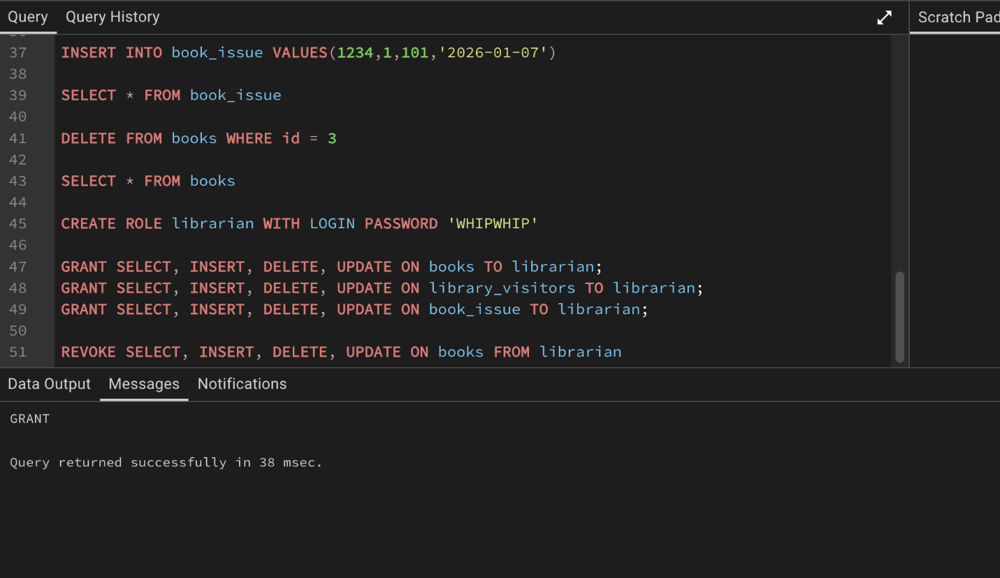 Query Query History Scratch Pad
37 INSERT INTO book_issue VALUES(1234,1,101,'2026-01-07')
38
39 SELECT * FROM book_issue
40
41 DELETE FROM books WHERE id = 3
42
43 SELECT * FROM books
44
45 CREATE ROLE librarian WITH LOGIN PASSWORD 'WHIPWHIP'
46
47 GRANT SELECT, INSERT, DELETE, UPDATE ON books TO librarian;
48 GRANT SELECT, INSERT, DELETE, UPDATE ON library_visitors TO librarian;
49 GRANT SELECT, INSERT, DELETE, UPDATE ON book_issue TO librarian;
50
51 REVOKE SELECT, INSERT, DELETE, UPDATE ON books FROM librarian
Data Output Messages Notifications
GRANT
Query returned successfully in 38 msec.